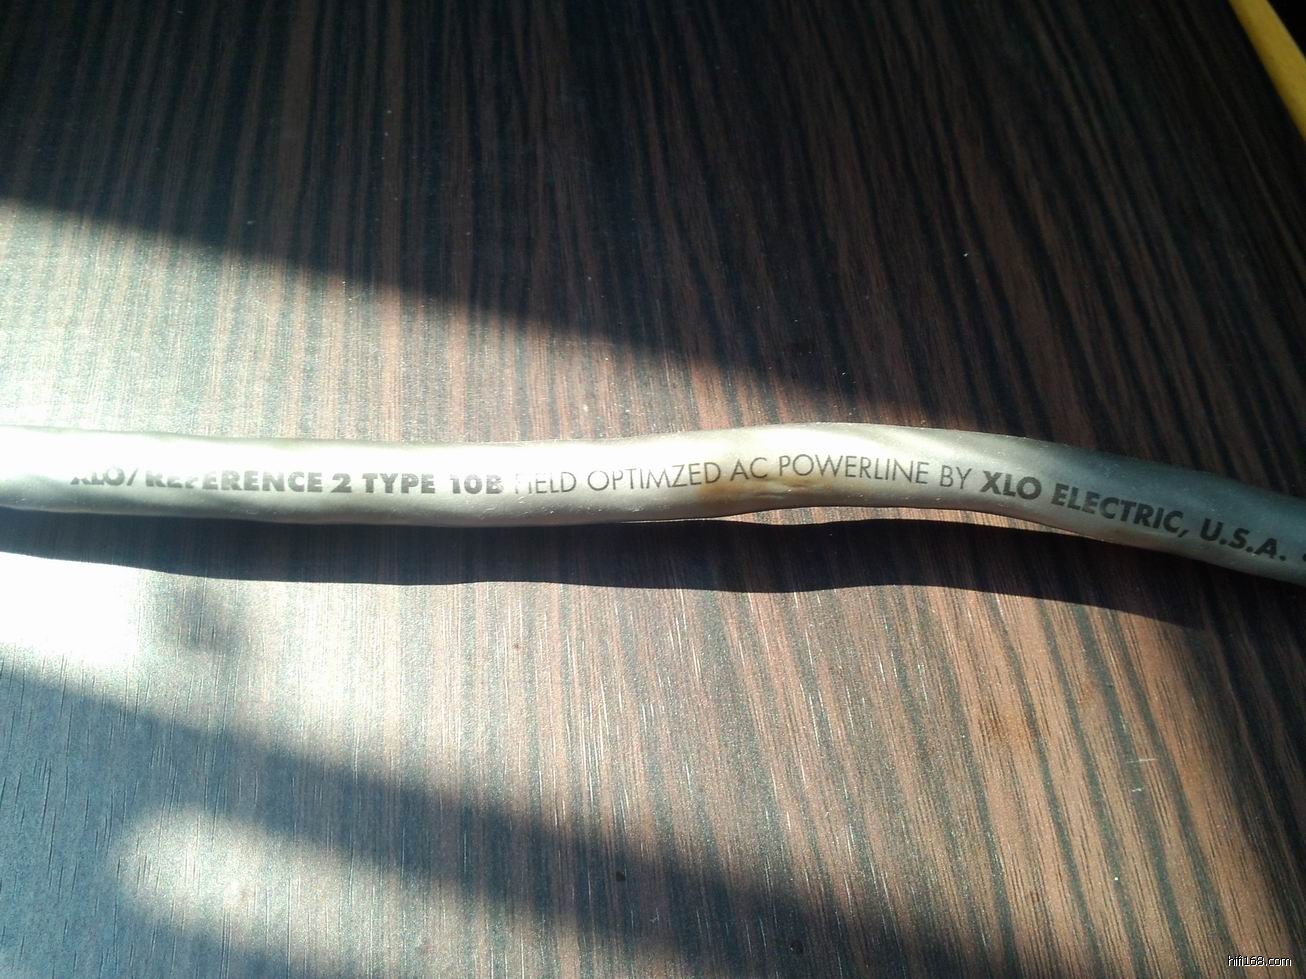 XLO/REFERENCE 2 TYPE 10B FIELD OPTIMZED AC POWERLINE BY XLO ELECTRIC, U.S.A.
hifi168.com